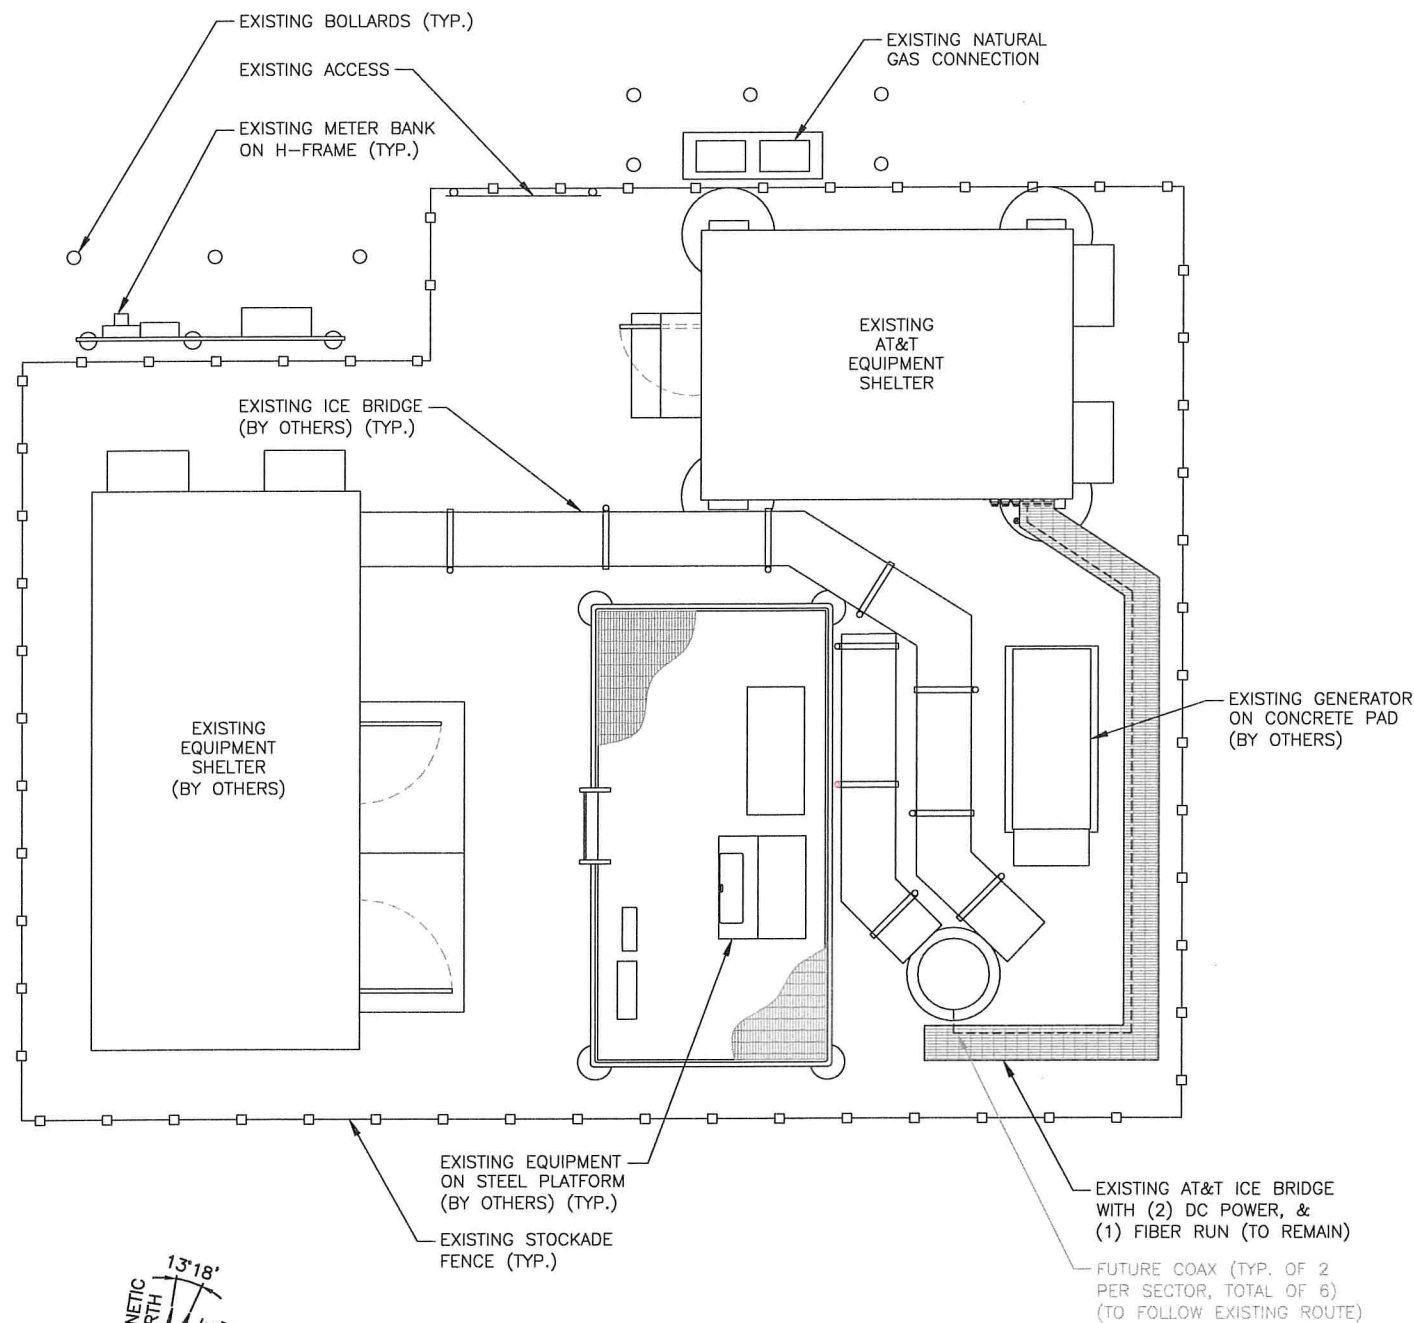 EXISTING BOLLARDS (TYP.)
EXISTING ACCESS
EXISTING METER BANK
ON H-FRAME (TYP.)
EXISTING NATURAL
GAS CONNECTION
EXISTING
AT&T
EQUIPMENT
SHELTER
EXISTING ICE BRIDGE
(BY OTHERS) (TYP.)
EXISTING
EQUIPMENT
SHELTER
(BY OTHERS)
EXISTING GENERATOR
ON CONCRETE PAD
(BY OTHERS)
EXISTING EQUIPMENT
ON STEEL PLATFORM
(BY OTHERS) (TYP.)
EXISTING STOCKADE
FENCE (TYP.)
EXISTING AT&T ICE BRIDGE
WITH (2) DC POWER, &
(1) FIBER RUN (TO REMAIN)
FUTURE COAX (TYP. OF 2
PER SECTOR, TOTAL OF 6)
(TO FOLLOW EXISTING ROUTE)
13°18'